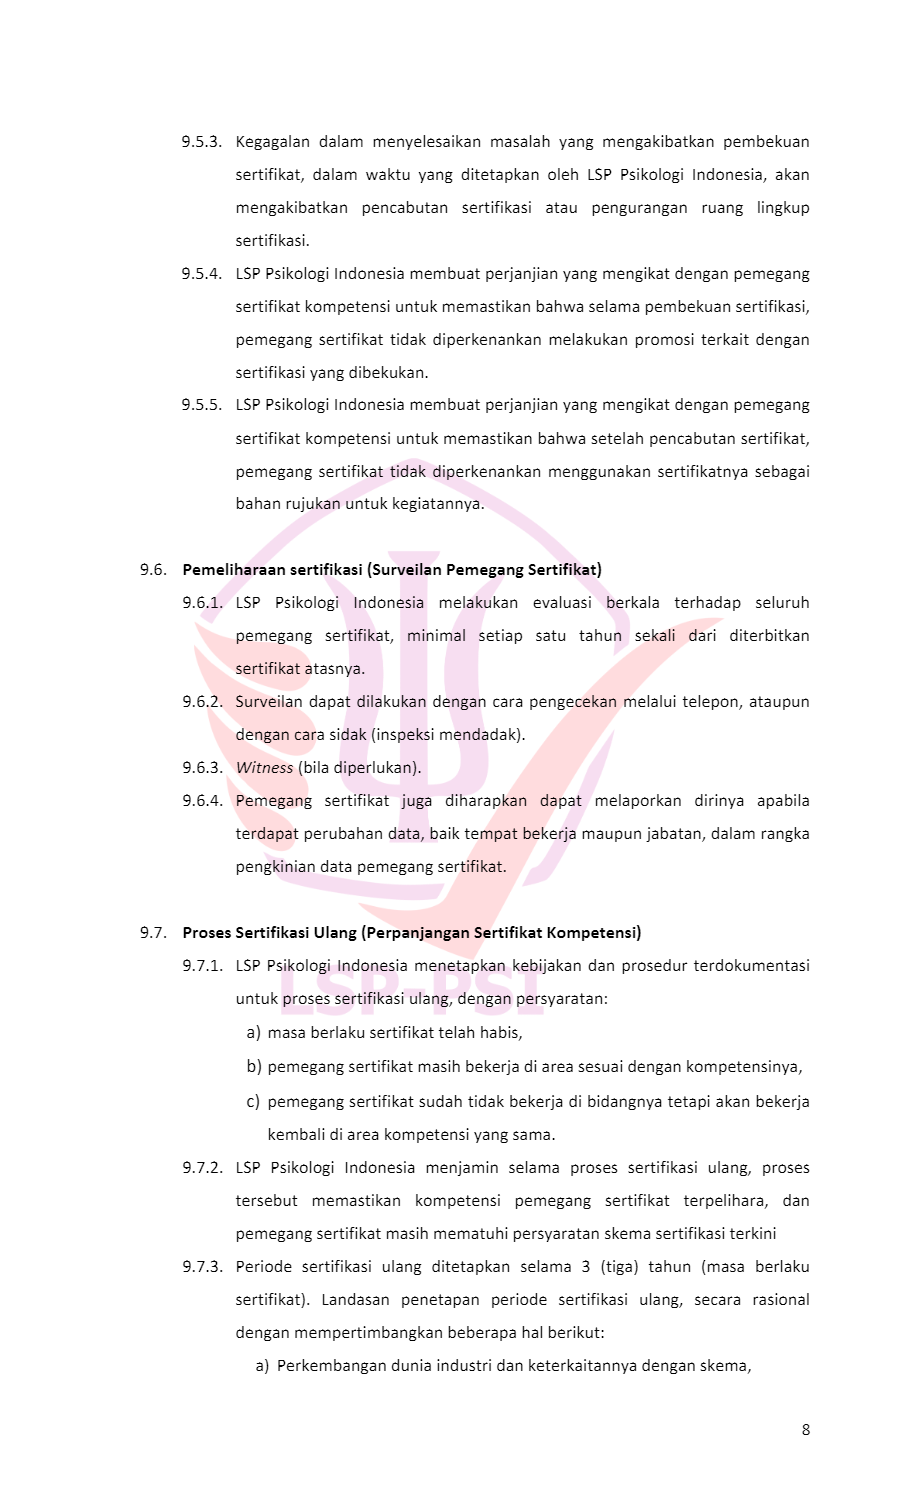 9.5.3. Kegagalan dalam menyelesaikan masalah yang mengakibatkan pembekuan
sertifikat, dalam waktu yang ditetapkan oleh LSP Psikologi Indonesia, akan
mengakibatkan pencabutan sertifikasi atau pengurangan ruang lingkup
sertifikasi.
9.5.4. LSP Psikologi Indonesia membuat perjanjian yang mengikat dengan pemegang
sertifikat kompetensi untuk memastikan bahwa selama pembekuan sertifikasi,
pemegang sertifikat tidak diperkenankan melakukan promosi terkait dengan
sertifikasi yang dibekukan.
9.5.5. LSP Psikologi Indonesia membuat perjanjian yang mengikat dengan pemegang
sertifikat kompetensi untuk memastikan bahwa setelah pencabutan sertifikat,
pemegang sertifikat tidak diperkenankan menggunakan sertifikatnya sebagai
bahan rujukan untuk kegiatannya.
9.6. Pemeliharaan sertifikasi (Surveilan Pemegang Sertifikat)
9.6.1. LSP Psikologi Indonesia melakukan evaluasi berkala terhadap seluruh
pemegang sertifikat, minimal setiap satu tahun sekali dari diterbitkan
sertifikat atasnya.
9.6.2. Surveilan dapat dilakukan dengan cara pengecekan melalui telepon, ataupun
dengan cara sidak (inspeksi mendadak).
9.6.3. Witness (bila diperlukan).
9.6.4. Pemegang sertifikat juga diharapkan dapat melaporkan dirinya apabila
terdapat perubahan data, baik tempat bekerja maupun jabatan, dalam rangka
pengkinian data pemegang sertifikat.
9.7. Proses Sertifikasi Ulang (Perpanjangan Sertifikat Kompetensi)
9.7.1. LSP Psikologi Indonesia menetapkan kebijakan dan prosedur terdokumentasi
LSP-PSI
untuk proses sertifikasi ulang, dengan persyaratan:
a) masa berlaku sertifikat telah habis,
b) pemegang sertifikat masih bekerja di area sesuai dengan kompetensinya,
c) pemegang sertifikat sudah tidak bekerja di bidangnya tetapi akan bekerja
kembali di area kompetensi yang sama.
9.7.2. LSP Psikologi Indonesia menjamin selama proses sertifikasi ulang, proses
tersebut memastikan kompetensi pemegang sertifikat terpelihara, dan
pemegang sertifikat masih mematuhi persyaratan skema sertifikasi terkini
9.7.3. Periode sertifikasi ulang ditetapkan selama 3 (tiga) tahun (masa berlaku
sertifikat). Landasan penetapan periode sertifikasi ulang, secara rasional
dengan mempertimbangkan beberapa hal berikut:
a) Perkembangan dunia industri dan keterkaitannya dengan skema,
8